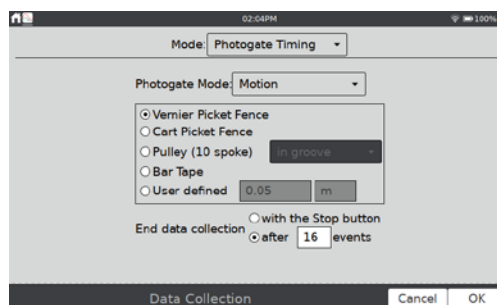 02:04PM 100%
Mode: Photogate Timing
Photogate Mode: Motion
Vernier Picket Fence
Cart Picket Fence
Pulley (10 spoke) in groove
Bar Tape
User defined 0.05 m
with the Stop button
End data collection
after 16 events
Data Collection Cancel OK